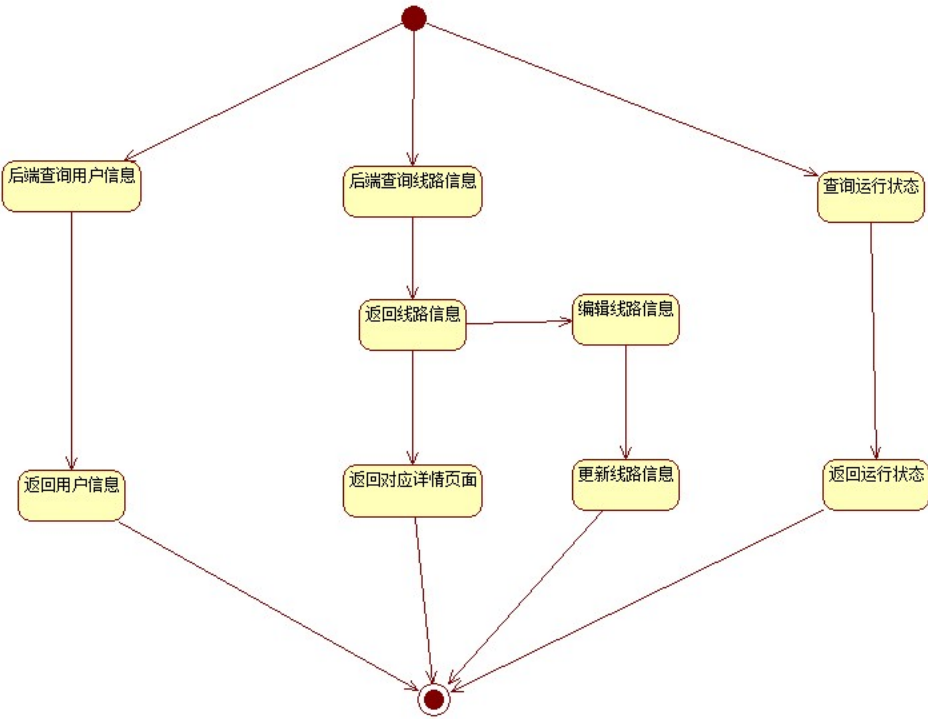 后端查询用户信息
后端查询线路信息
查询运行状态
返回线路信息
编辑线路信息
返回用户信息
返回对应详情页面
更新线路信息
返回运行状态